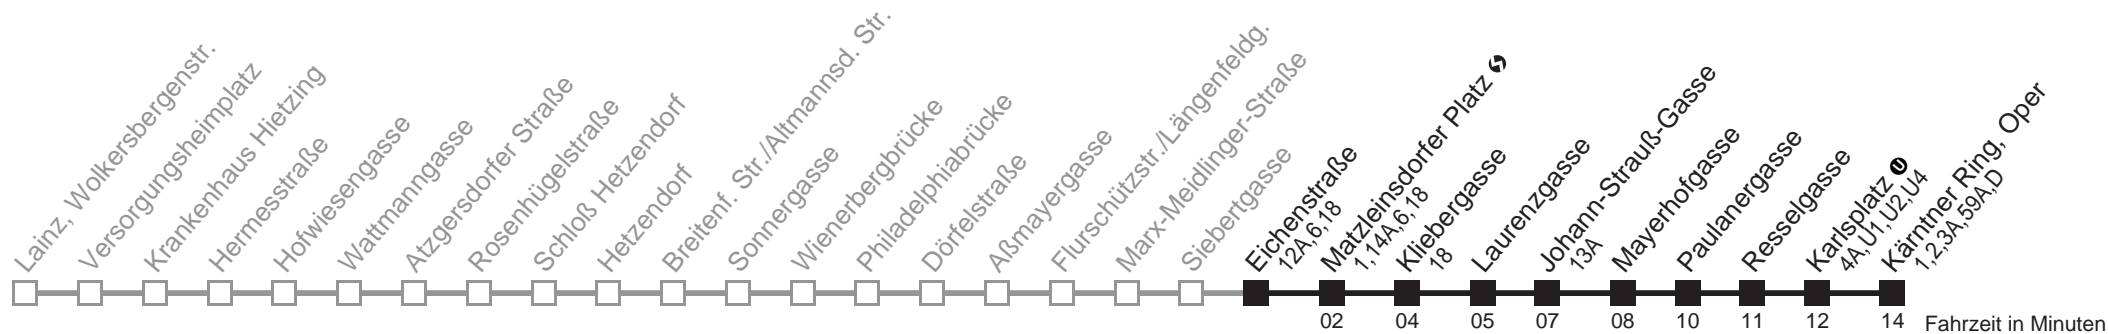 Lainz, Wolkersbergenstr.
Versorgungsheimplatz
Krankenhaus Hietzing
Hermesstraße
Hofwiesengasse
Wattmanngasse
Atzgersdorfer Straße
Rosenhügelstraße
Schloß Hetzendorf
Hetzendorf
Breitenf. Str./Altmannsd. Str.
Sonnergasse
Wienerbergbrücke
Philadelphiabrücke
Dörfelstraße
Aßmayergasse
Flurschützstr./Längenfeldg.
Marx-Meidlinger-Straße
Siebertgasse
Eichenstraße
12A,6,18
Matzleinsdorfer Platz
1,14A,6,18
Kliebergasse
18
Laurenzgasse
Johann-Strauß-Gasse
13A
Mayerhofgasse
Paulanergasse
Resselgasse
Karlsplatz U
4A,U1,U2,U4
Kärntner Ring, Oper
1,2,3A,59A,D
02 04 05 07 08 10 11 12 14 Fahrzeit in Minuten